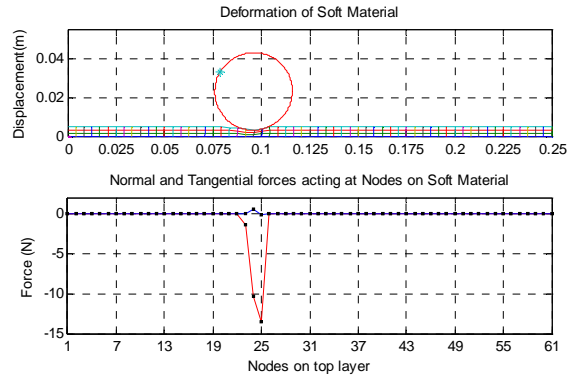 Deformation of Soft Material
Displacement(m)
0.04
0.02
0
0 0.025 0.05 0.075 0.1 0.125 0.15 0.175 0.2 0.225 0.25
Normal and Tangential forces acting at Nodes on Soft Material
Force (N)
0
-5
-10
-15
1 7 13 19 25 31 37 43 49 55 61
Nodes on top layer